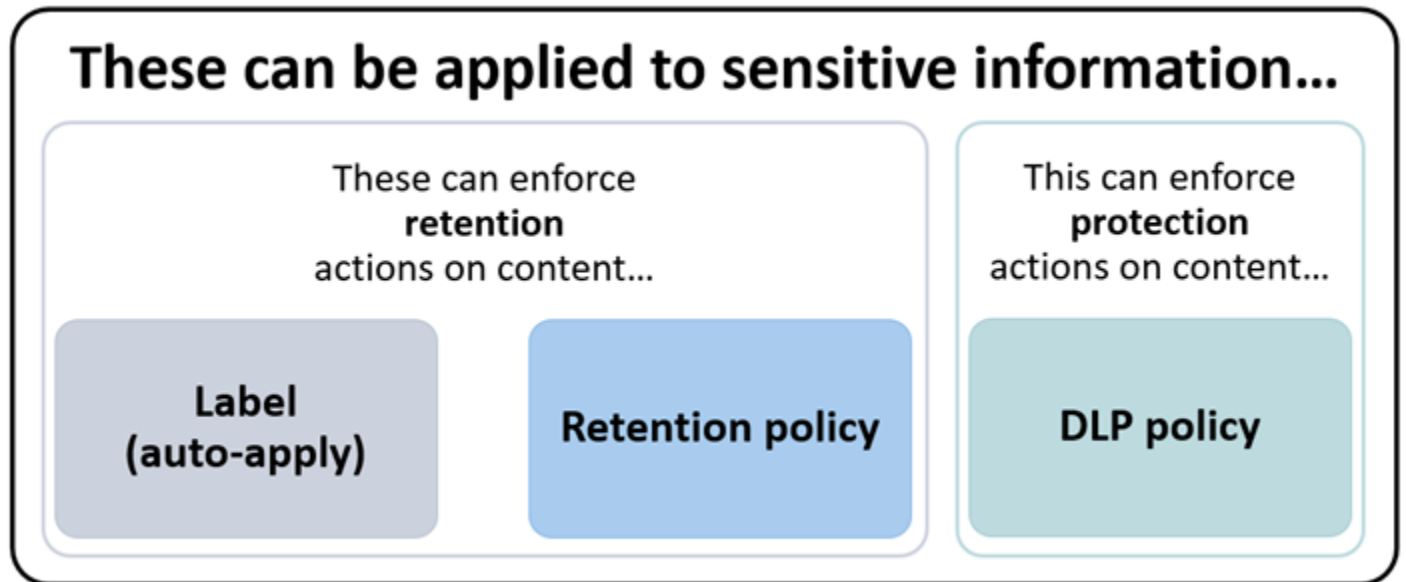 These can be applied to sensitive information...
These can enforce
retention
actions on content...
This can enforce
protection
actions on content...
Label
(auto-apply)
Retention policy
DLP policy